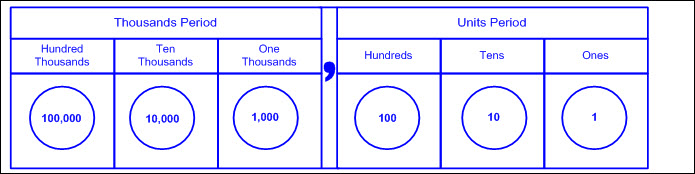 Thousands Period
Units Period
Hundred
Thousands
Ten
Thousands
One
Thousands
,
Hundreds
Tens
Ones
100,000
10,000
1,000
100
10
1